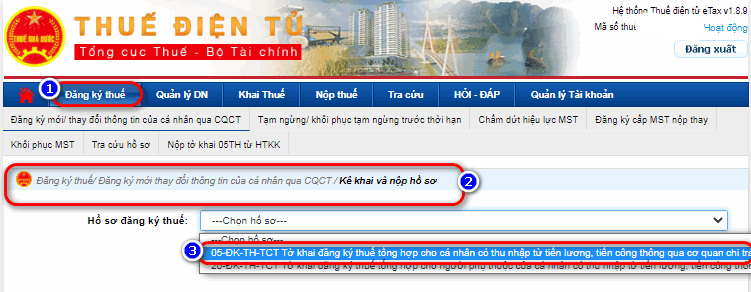 Hệ thống Thuế điện tử eTax v1.8.9
THUẾ ĐIỆN TỬ
Mã số thuế
Hoạt động
THUẾ NHÀ NƯỚC
Tổng cục Thuế - Bộ Tài chính
Đăng xuất
1
Đăng ký thuế Quản lý DN Khai Thuế Nộp thuế Tra cứu HỎI - ĐÁP Quản lý Tài khoản
Đăng ký mới/ thay đổi thông tin của cá nhân qua CQCT Tạm ngừng/ khôi phục tạm ngừng trước thời hạn Chấm dứt hiệu lực MST Đăng ký cấp MST nộp thay
Khôi phục MST Tra cứu hồ sơ Nộp tờ khai 05TH từ HTKK
Đăng ký thuế/ Đăng ký mới thay đổi thông tin của cá nhân qua CQCT / Kê khai và nộp hồ sơ
2
Hồ sơ đăng ký thuế: ---Chọn hồ sơ---
---Chọn hồ sơ---
3
05-ĐK-TH-TCT Tờ khai đăng ký thuế tổng hợp cho cá nhân có thu nhập từ tiền lương, tiền công thông qua cơ quan chi trả
20-ĐK-TH-TCT Tờ khai đăng ký thuế tổng hợp cho người phụ thuộc của cá nhân có thu nhập từ tiền lương, tiền công thông